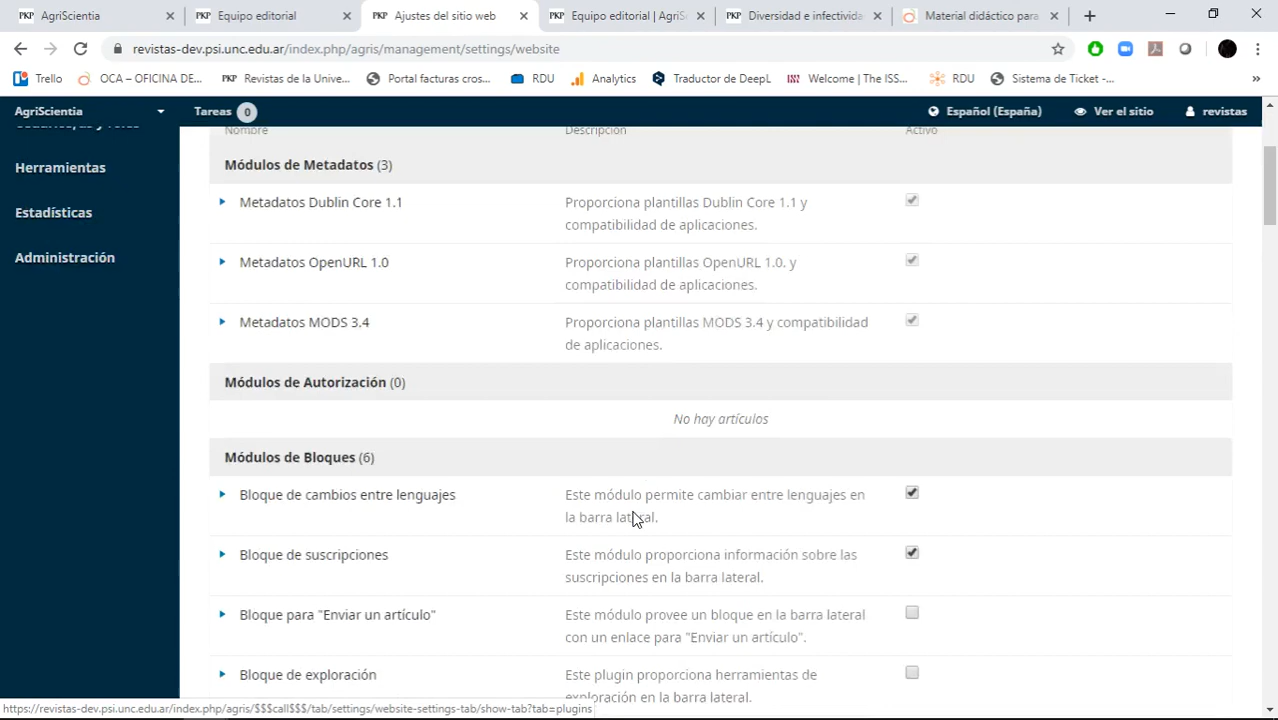 AgriScientia
PKP Equipo editorial
PKP Ajustes del sitio web
PKP Equipo editorial | AgriS
PKP Diversidad e infectivida
Material didáctico para
revistas-dev.psi.unc.edu.ar/index.php/agris/management/settings/website
Trello
OCA – OFICINA DE...
PKP Revistas de la Unive...
Portal facturas cros...
RDU
Analytics
Traductor de DeepL
Welcome | The ISS...
RDU
Sistema de Ticket -...
»
AgriScientia
Tareas 0
Español (España)
Ver el sitio
revistas
Herramientas
Estadísticas
Administración
Nombre Descripción Activo
Módulos de Metadatos (3)
Metadatos Dublin Core 1.1
Proporciona plantillas Dublin Core 1.1 y
compatibilidad de aplicaciones.
Metadatos OpenURL 1.0
Proporciona plantillas OpenURL 1.0. y
compatibilidad de aplicaciones.
Metadatos MODS 3.4
Proporciona plantillas MODS 3.4 y compatibilidad
de aplicaciones.
Módulos de Autorización (0)
No hay artículos
Módulos de Bloques (6)
Bloque de cambios entre lenguajes
Este módulo permite cambiar entre lenguajes en
la barra lateral.
Bloque de suscripciones
Este módulo proporciona información sobre las
suscripciones en la barra lateral.
Bloque para "Enviar un artículo"
Este módulo provee un bloque en la barra lateral
con un enlace para "Enviar un artículo".
Bloque de exploración
Este plugin proporciona herramientas de
exploración en la barra lateral.
https://revistas-dev.psi.unc.edu.ar/index.php/agris/$$$call$$$/tab/settings/website-settings-tab/show-tab?tab=plugins